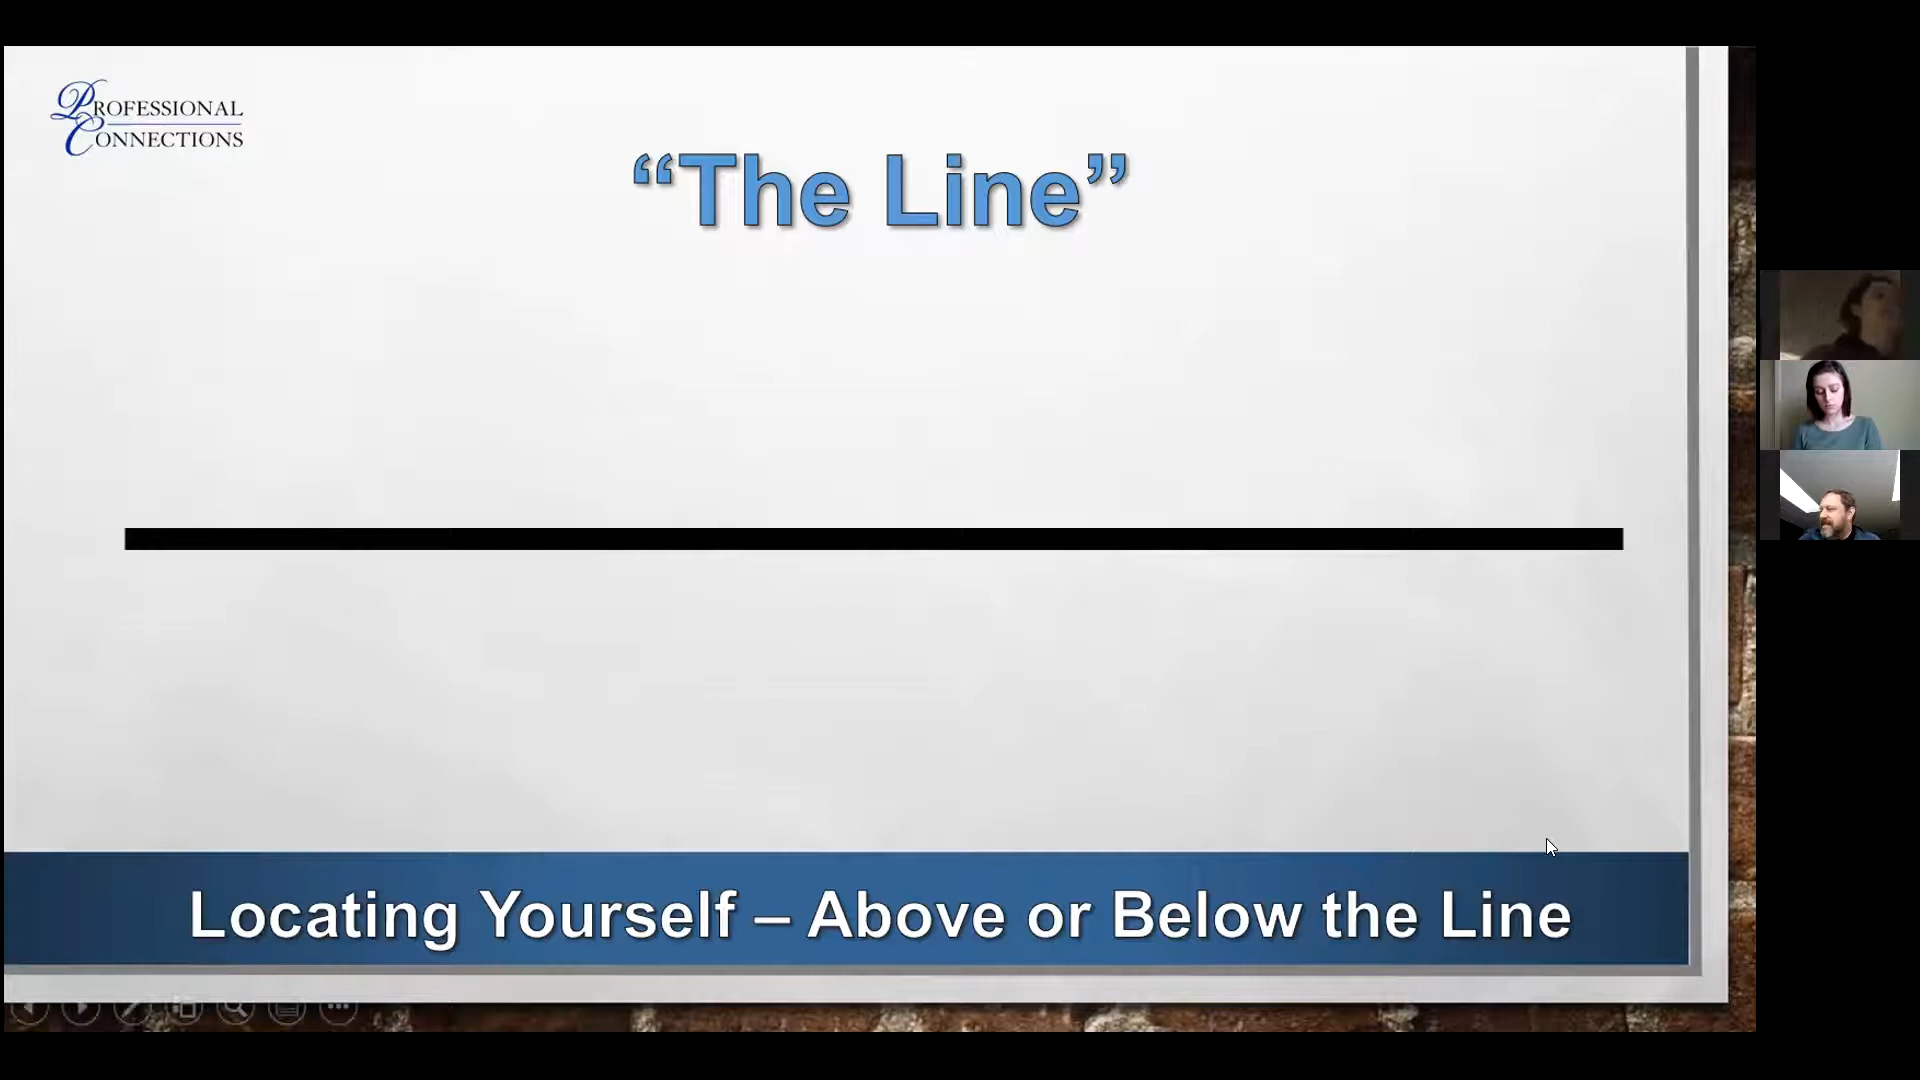 PROFESSIONAL
CONNECTIONS
“The Line”
Locating Yourself – Above or Below the Line